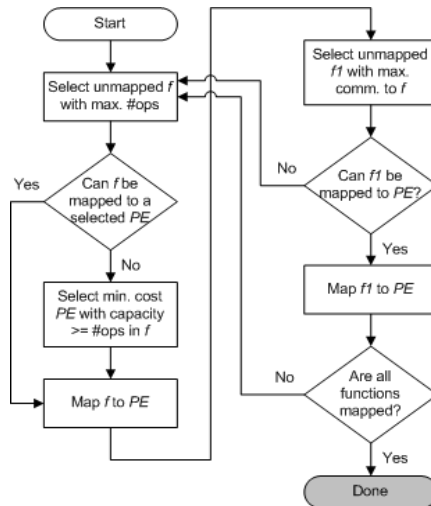 Start
Select unmapped f
with max. #ops
Yes
Can f be
mapped to a
selected PE
No
Select min. cost
PE with capacity
>= #ops in f
Map f to PE
Select unmapped
f1 with max.
comm. to f
No
Can f1 be
mapped to PE?
Yes
Map f1 to PE
No
Are all
functions
mapped?
Yes
Done